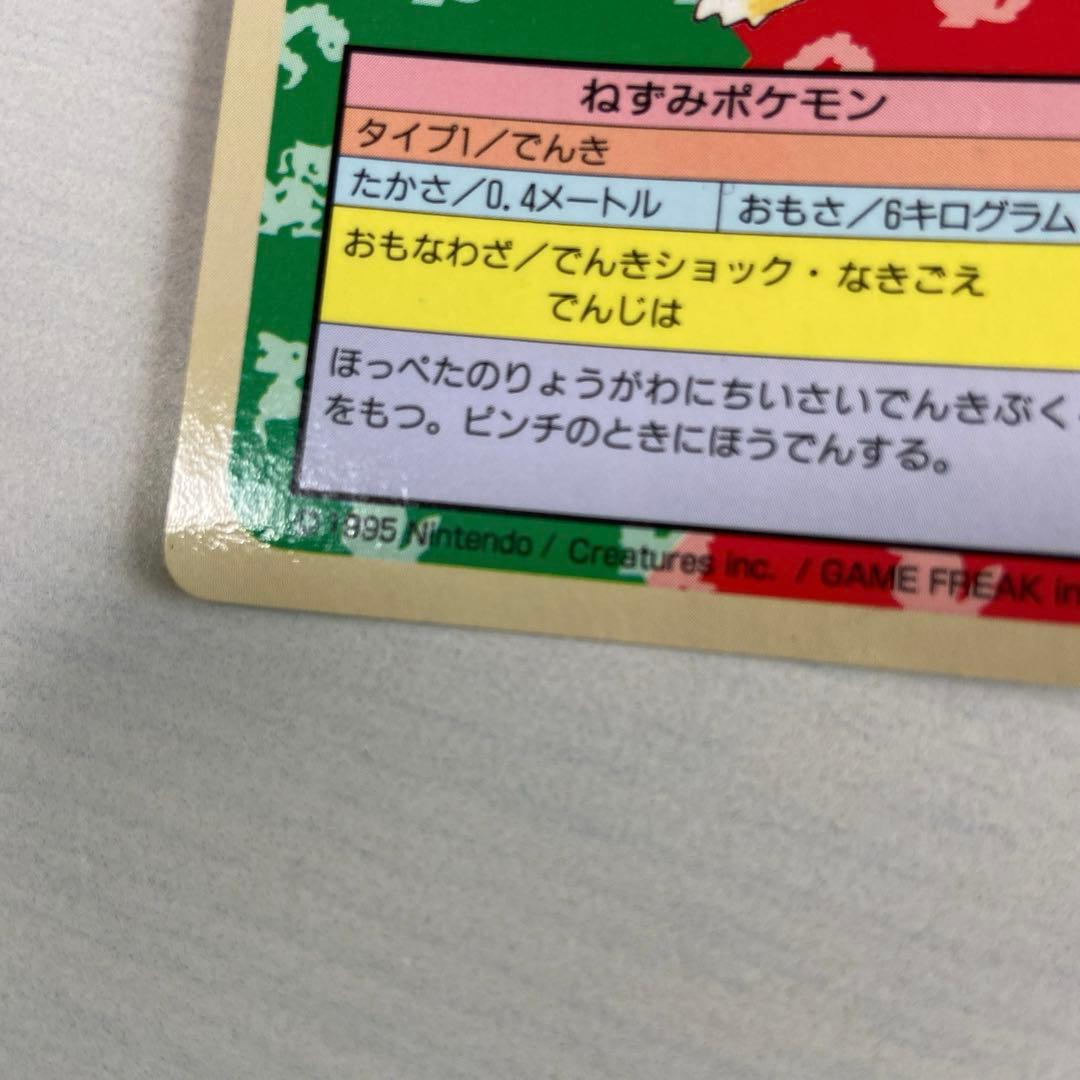 ねずみポケモン
タイプ1/でんき
たかさ/0.4メートル
おもさ/6キログラム
おもなわざ/でんきショック・なきごえ
でんじは
ほっぺたのりょうがわにちいさいでんきぶく
をもつ。ピンチのときにほうでんする。
© 1995 Nintendo / Creatures inc. / GAME FREAK in